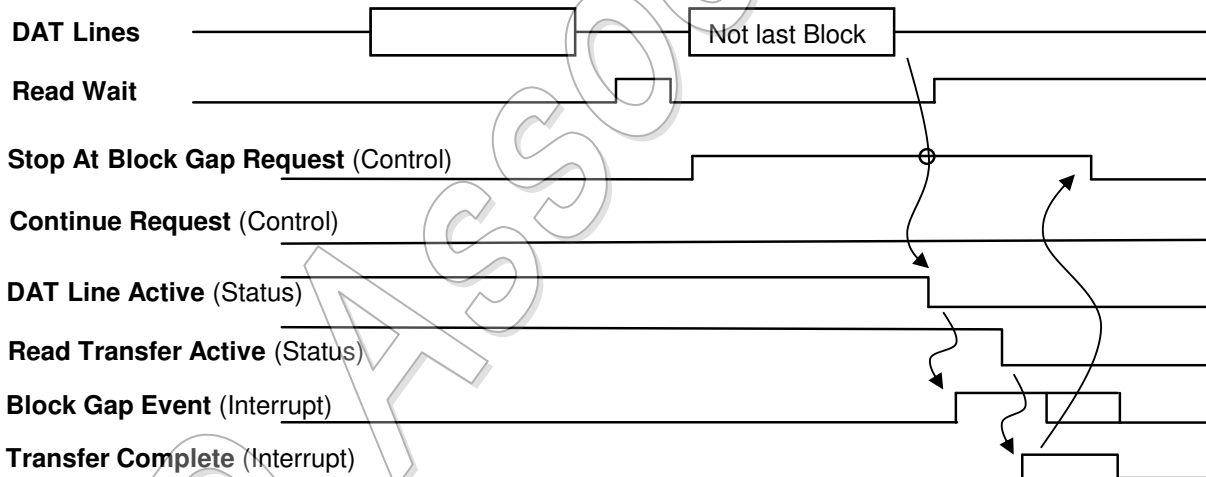 DAT Lines
Not last Block
Read Wait
Stop At Block Gap Request (Control)
Continue Request (Control)
DAT Line Active (Status)
Read Transfer Active (Status)
Block Gap Event (Interrupt)
Transfer Complete (Interrupt)